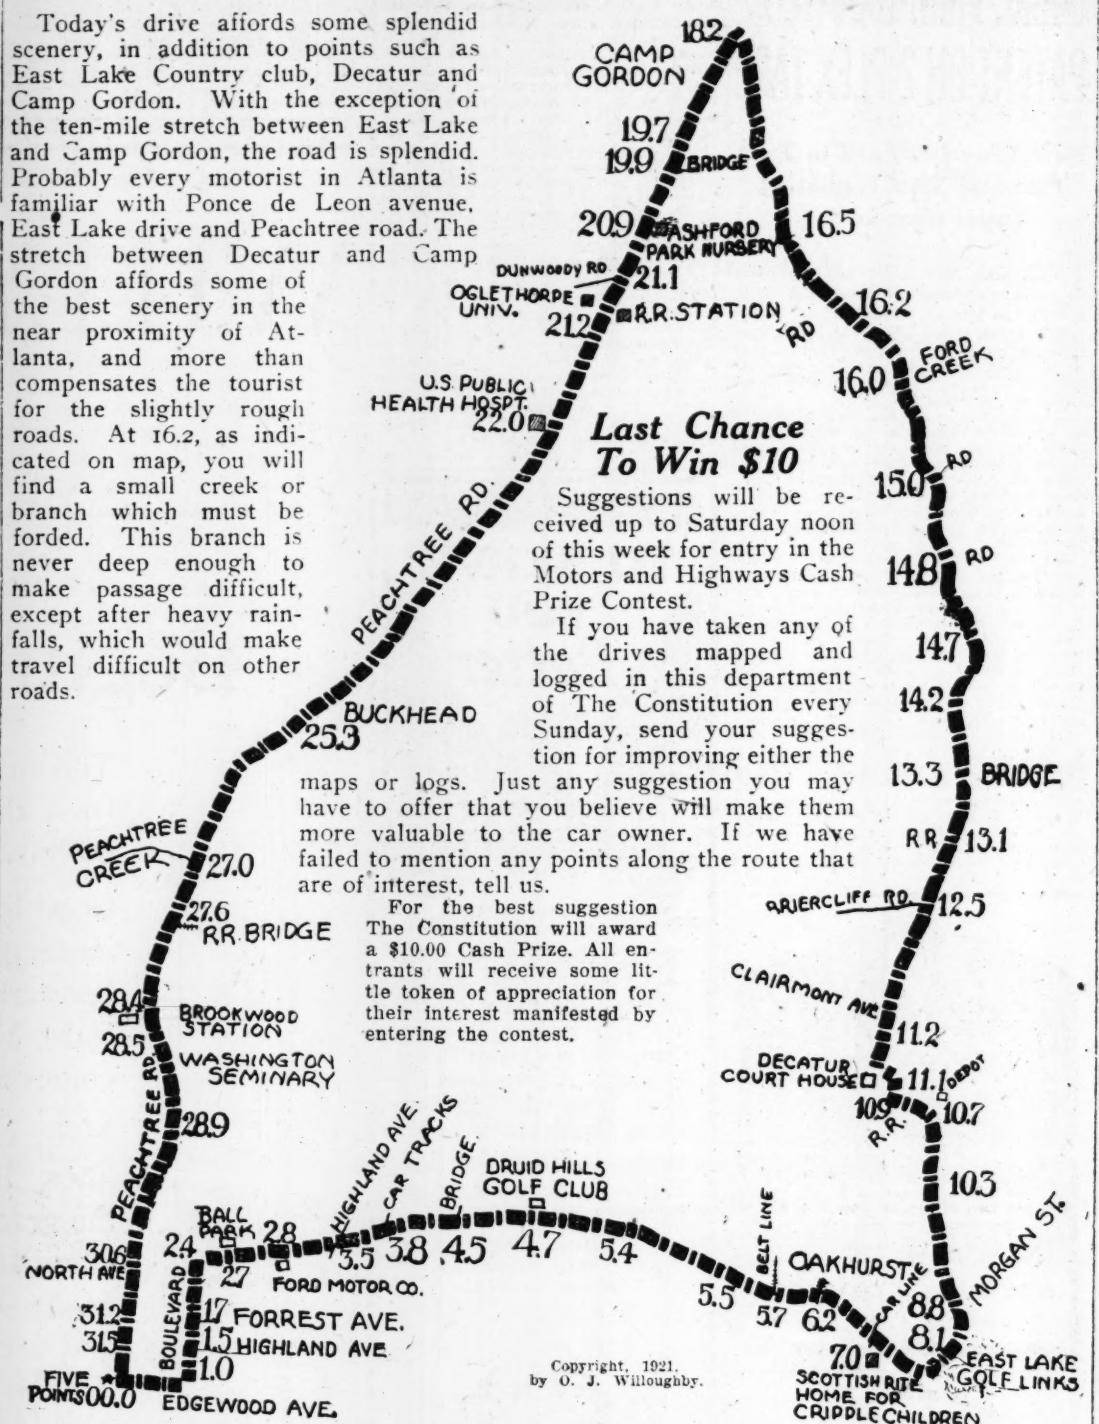 Today's drive affords some splendid
scenery, in addition to points such as
East Lake Country club, Decatur and
Camp Gordon. With the exception of
the ten-mile stretch between East Lake
and Camp Gordon, the road is splendid.
Probably every motorist in Atlanta is
familiar with Ponce de Leon avenue,
East Lake drive and Peachtree road. The
stretch between Decatur and Camp
Gordon affords some of
the best scenery in the
near proximity of At-
lanta, and more than
compensates the tourist
for the slightly rough
roads. At 16.2, as indi-
cated on map, you will
find a small creek or
branch which must be
forded. This branch is
never deep enough to
make passage difficult,
except after heavy rain-
falls, which would make
travel difficult on other
roads.
18.2
CAMP
GORDON
19.7
19.9 BRIDGE
20.9 ASHFORD
PARK NURSERY
16.5
DUNWOODY RD
21.1
OGLETHORPE
UNIV.
21.2
R.R. STATION
RD
16.2
FORD
CREEK
16.0
U.S. PUBLIC
HEALTH HOSPT.
22.0
Last Chance
To Win $10
Suggestions will be re-
ceived up to Saturday noon
of this week for entry in the
Motors and Highways Cash
Prize Contest.
If you have taken any of
the drives mapped and
logged in this department
of The Constitution every
Sunday, send your sugges-
tion for improving either the
maps or logs. Just any suggestion you may
have to offer that you believe will make them
more valuable to the car owner. If we have
failed to mention any points along the route that
are of interest, tell us.
For the best suggestion
The Constitution will award
a $10.00 Cash Prize. All en-
trants will receive some lit-
tle token of appreciation for
their interest manifested by
entering the contest.
15.0 RD
14.8 RD
14.7
14.2
13.3 BRIDGE
R.R. 13.1
BRIERCLIFF RD. 12.5
CLAIRMONT AVE.
11.2
DECATUR
COURT HOUSE
11.1
DEPOT
10.9
R.R.
10.7
10.3
MORGAN ST.
PEACHTREE RD.
BUCKHEAD
25.3
PEACHTREE
CREEK
27.0
27.6
R.R. BRIDGE
28.4
BROOKWOOD
STATION
28.5
WASHINGTON
SEMINARY
PEACHTREE RD.
28.9
30.6
NORTH AVE
31.2
31.5
FIVE
POINTS 00.0
EDGEWOOD AVE.
BOULEVARD
1.0
1.5 HIGHLAND AVE
1.7 FORREST AVE.
2.4
BALL
PARK
2.7
2.8
FORD MOTOR CO.
HIGHLAND AVE.
3.5
CAR TRACKS
3.8
BRIDGE
4.5
DRUID HILLS
GOLF CLUB
4.7
5.4
5.5
BELT LINE
5.7
OAKHURST
6.2
CAR LINE
7.0
SCOTTISH RITE
HOME FOR
CRIPPLE CHILDREN
8.8
8.1
EAST LAKE
GOLF LINKS
Copyright, 1921.
by O. J. Willoughby.